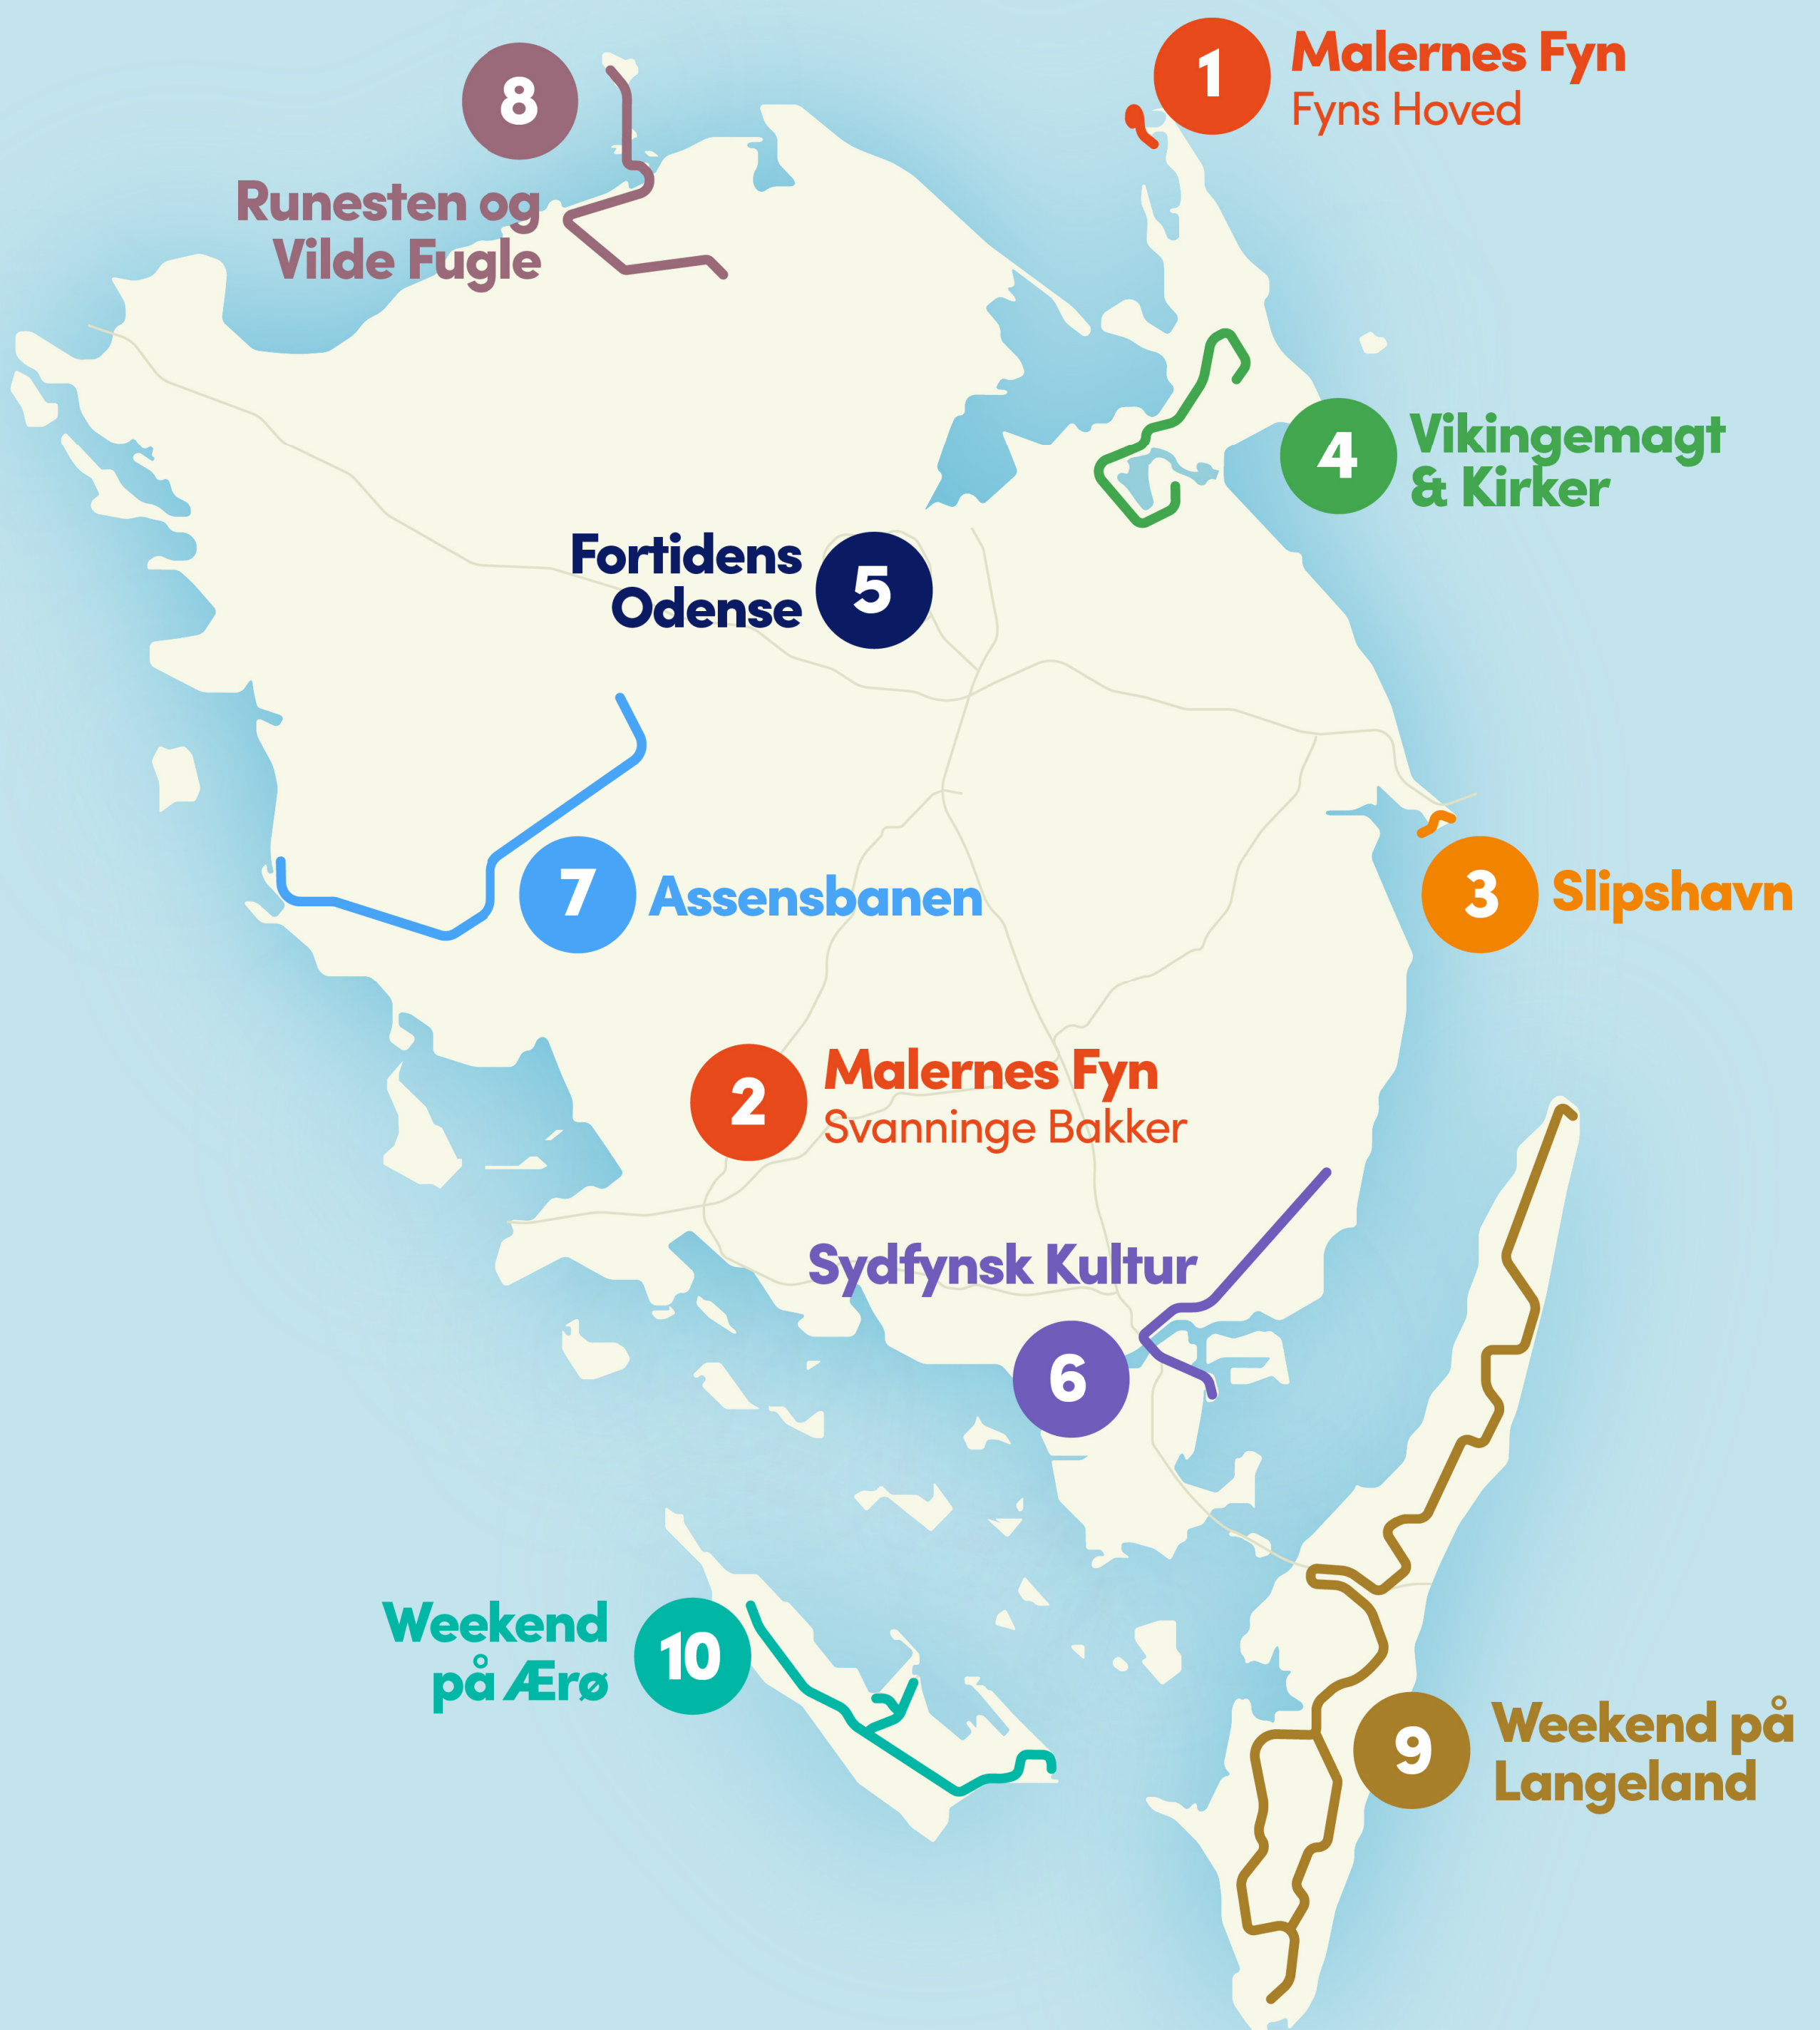 1
Malernes Fyn
Fyns Hoved
8
Runesten og
Vilde Fugle
4
Vikingemagt
& Kirker
Fortidens
Odense
5
7
Assensbanen
3
Slipshavn
2
Malernes Fyn
Svanninge Bakker
Sydfynsk Kultur
6
Weekend
på Ærø
10
9
Weekend på
Langeland